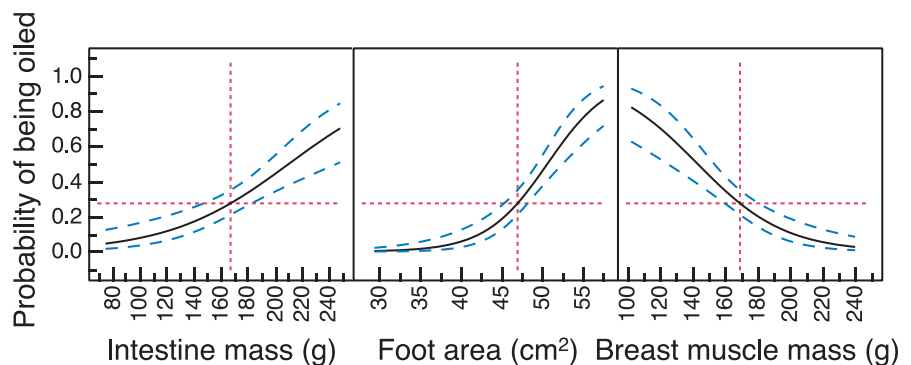 Probability of being oiled
1.0
0.8
0.6
0.4
0.2
0.0
80 100 120 140 160 180 200 220 240
30 35 40 45 50 55
100 120 140 160 180 200 220 240
Intestine mass (g) Foot area (cm²) Breast muscle mass (g)